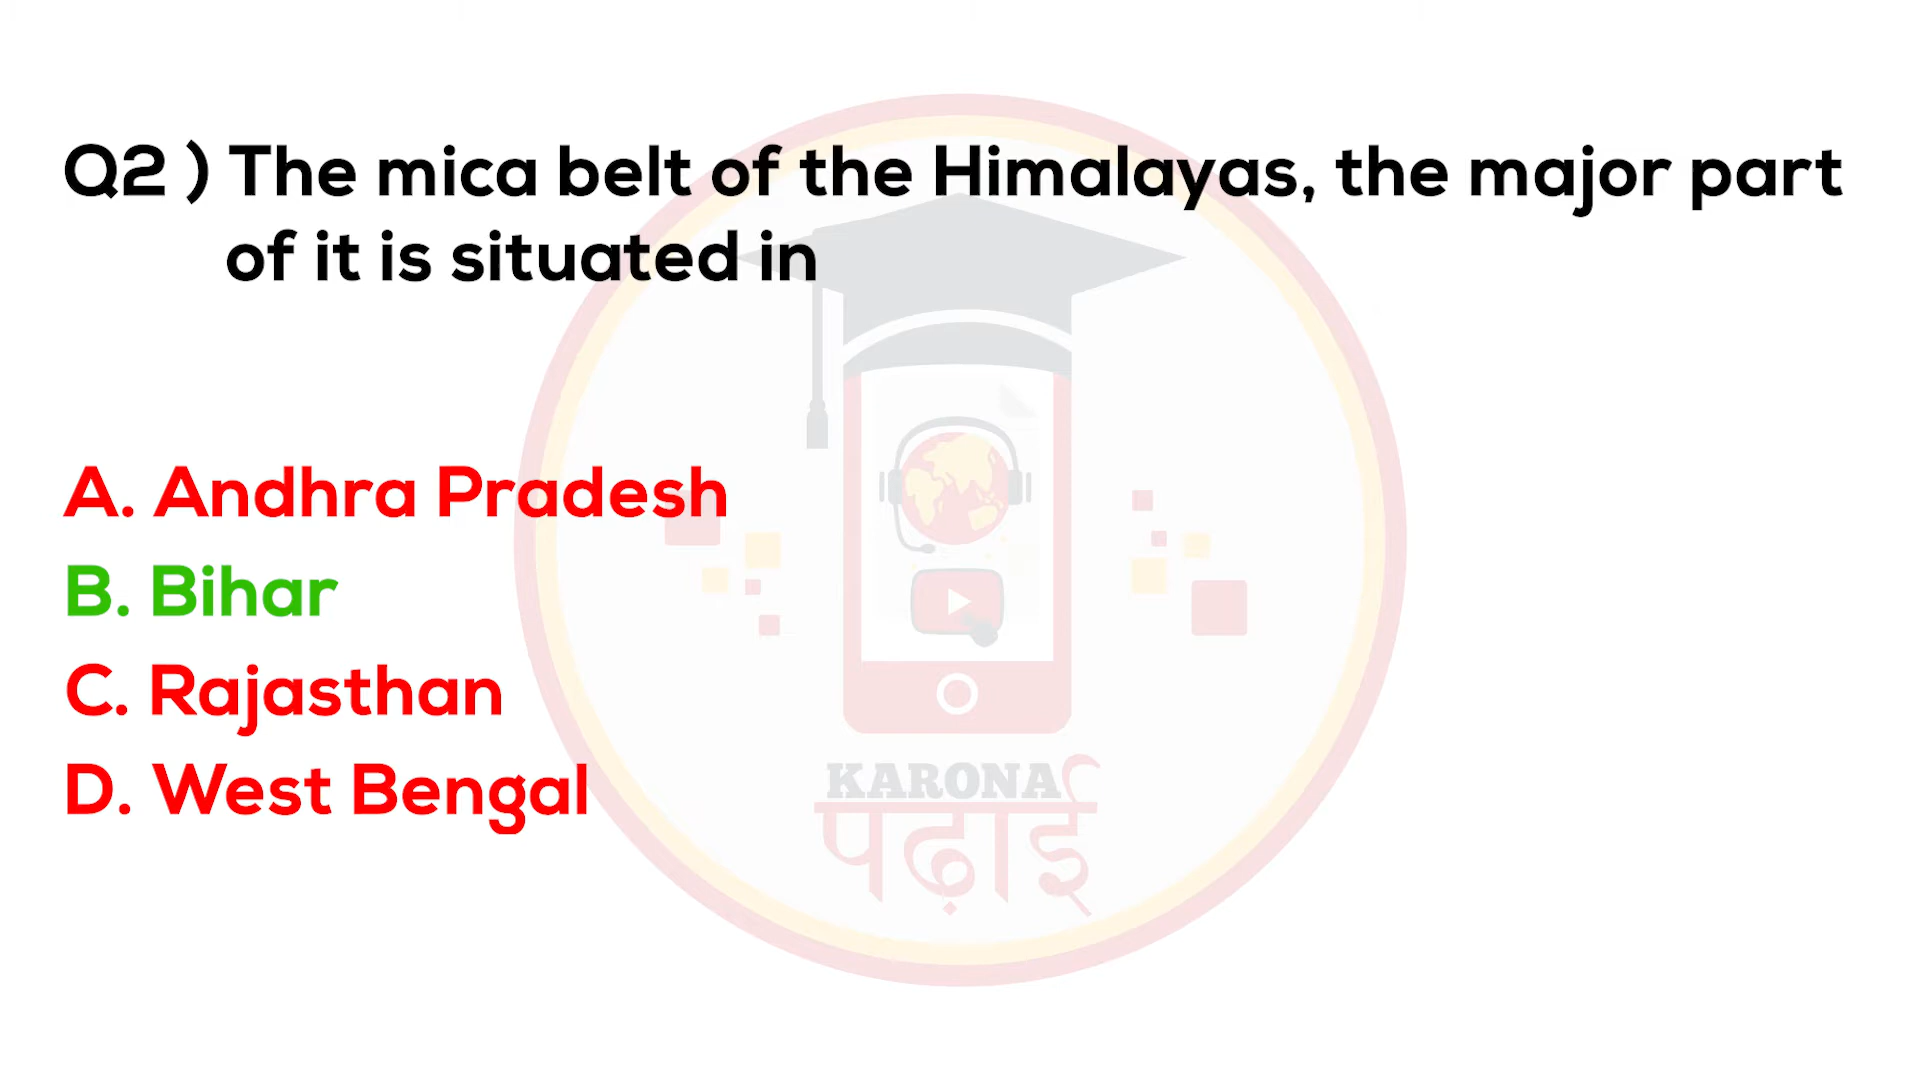 Q2 ) The mica belt of the Himalayas, the major part
of it is situated in
A. Andhra Pradesh
B. Bihar
C. Rajasthan
D. West Bengal
KARONA
पढ़ाई